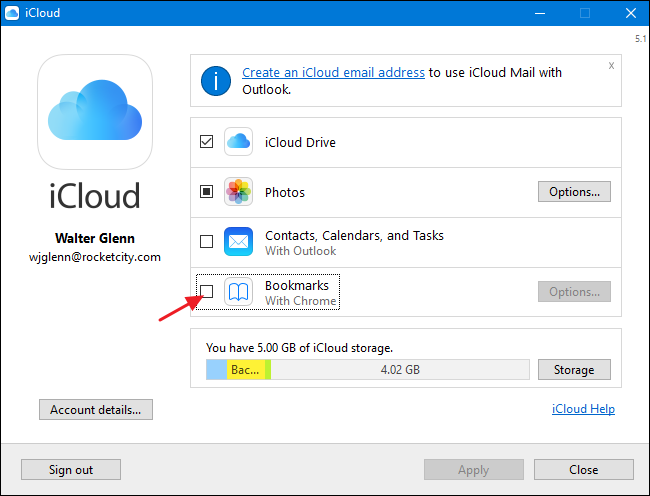 iCloud
5.1
Create an iCloud email address to use iCloud Mail with
Outlook.
x
iCloud Drive
Photos
Options...
Contacts, Calendars, and Tasks
With Outlook
Bookmarks
With Chrome
Options...
iCloud
Walter Glenn
wjglenn@rocketcity.com
You have 5.00 GB of iCloud storage.
Bac...
4.02 GB
Storage
Account details...
iCloud Help
Sign out
Apply
Close